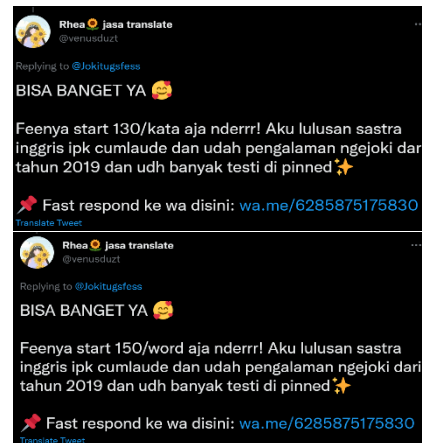 Rhea🌻 jasa translate
@venusduzt
Replying to @Jokitugsfess
BISA BANGET YA 🥰
Feenya start 130/kata aja nderrr! Aku lulusan sastra
inggris ipk cumlaude dan udah pengalaman ngejoki dar
tahun 2019 dan udh banyak testi di pinned✨
📌 Fast respond ke wa disini: wa.me/6285875175830
Translate Tweet
Rhea🌻 jasa translate
@venusduzt
Replying to @Jokitugsfess
BISA BANGET YA 🥰
Feenya start 150/word aja nderrr! Aku lulusan sastra
inggris ipk cumlaude dan udah pengalaman ngejoki dari
tahun 2019 dan udh banyak testi di pinned✨
📌 Fast respond ke wa disini: wa.me/6285875175830
Translate Tweet